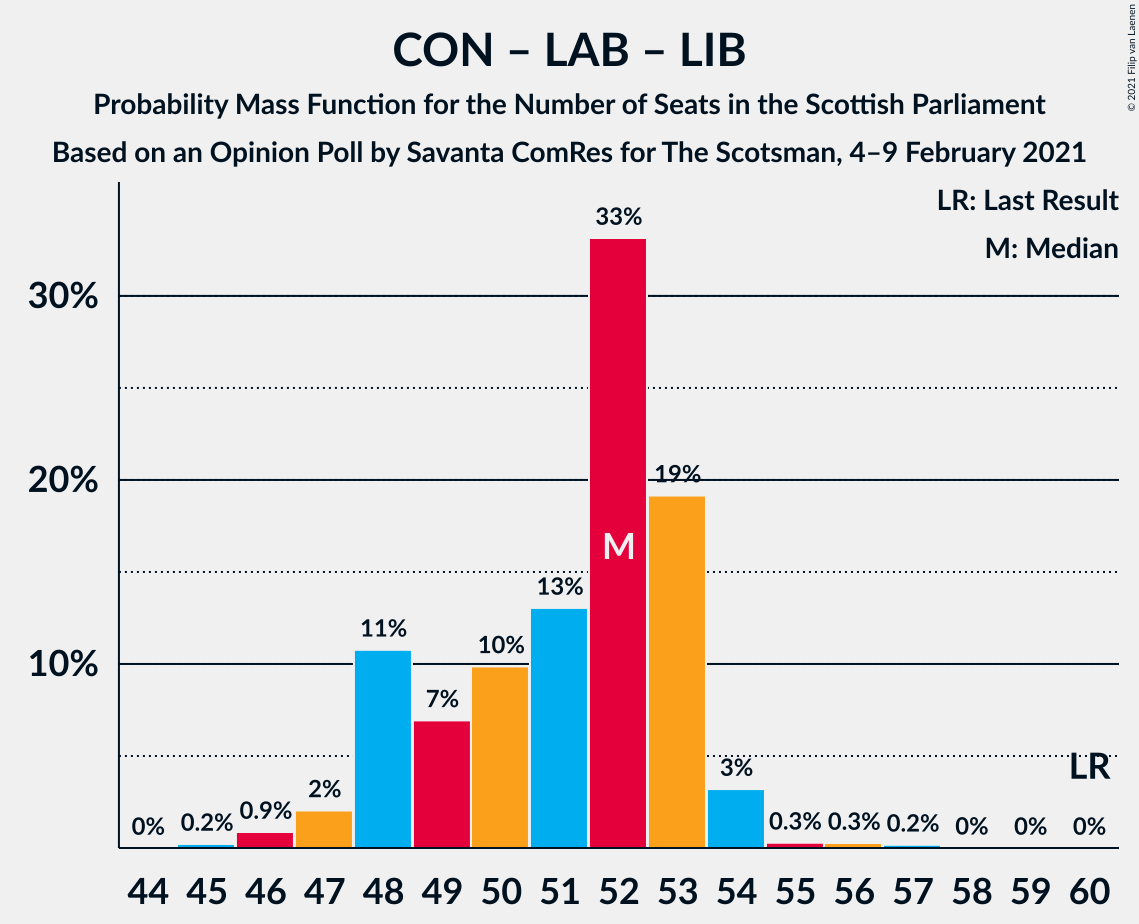 CON – LAB – LIB
Probability Mass Function for the Number of Seats in the Scottish Parliament
Based on an Opinion Poll by Savanta ComRes for The Scotsman, 4–9 February 2021
© 2021 Filip van Laenen
LR: Last Result
M: Median
33%
30%
20%
19%
M
13%
11%
10%
10%
7%
3%
LR
2%
0.9%
0%
0.2%
0.3%
0.3%
0.2%
0%
0%
0%
44 45 46 47 48 49 50 51 52 53 54 55 56 57 58 59 60